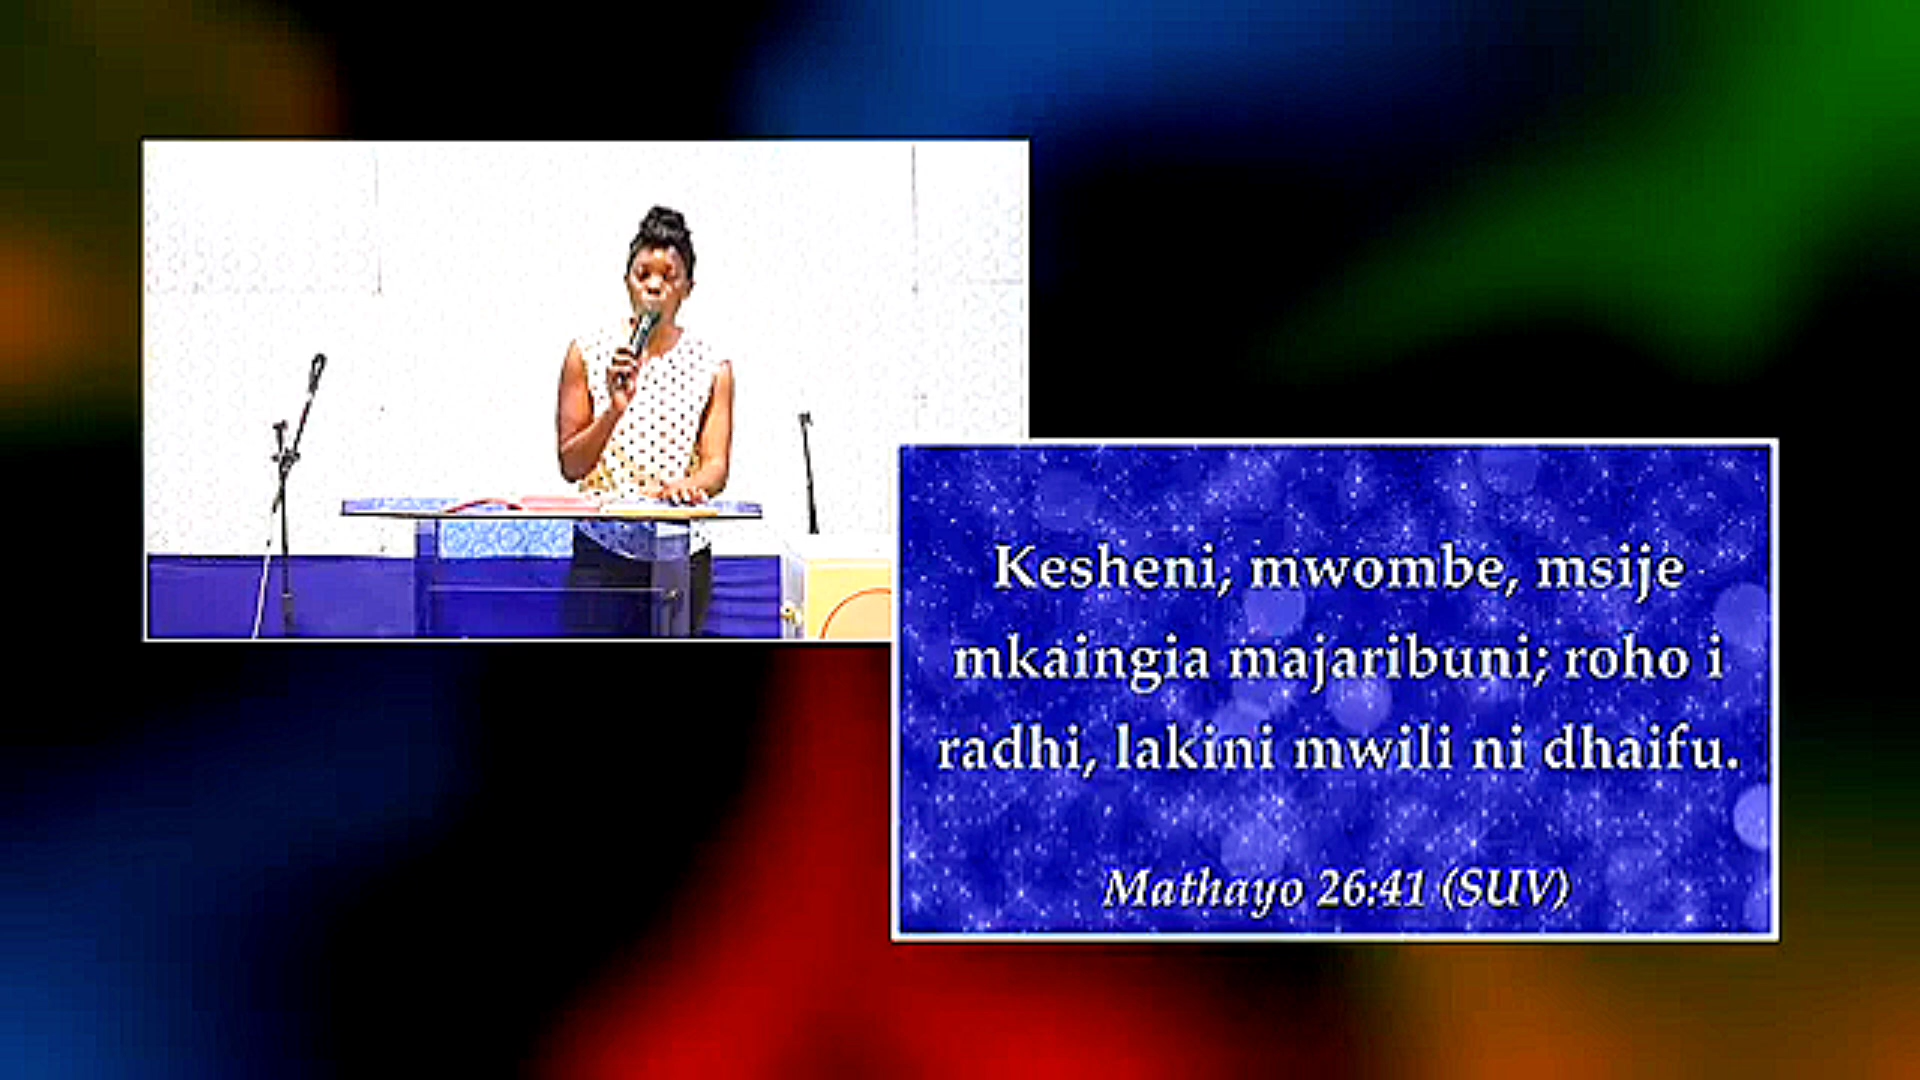 Kesheni, mwombe, msije
mkaingia majaribuni; roho i
radhi, lakini mwili ni dhaifu.
Mathayo 26:41 (SUV)